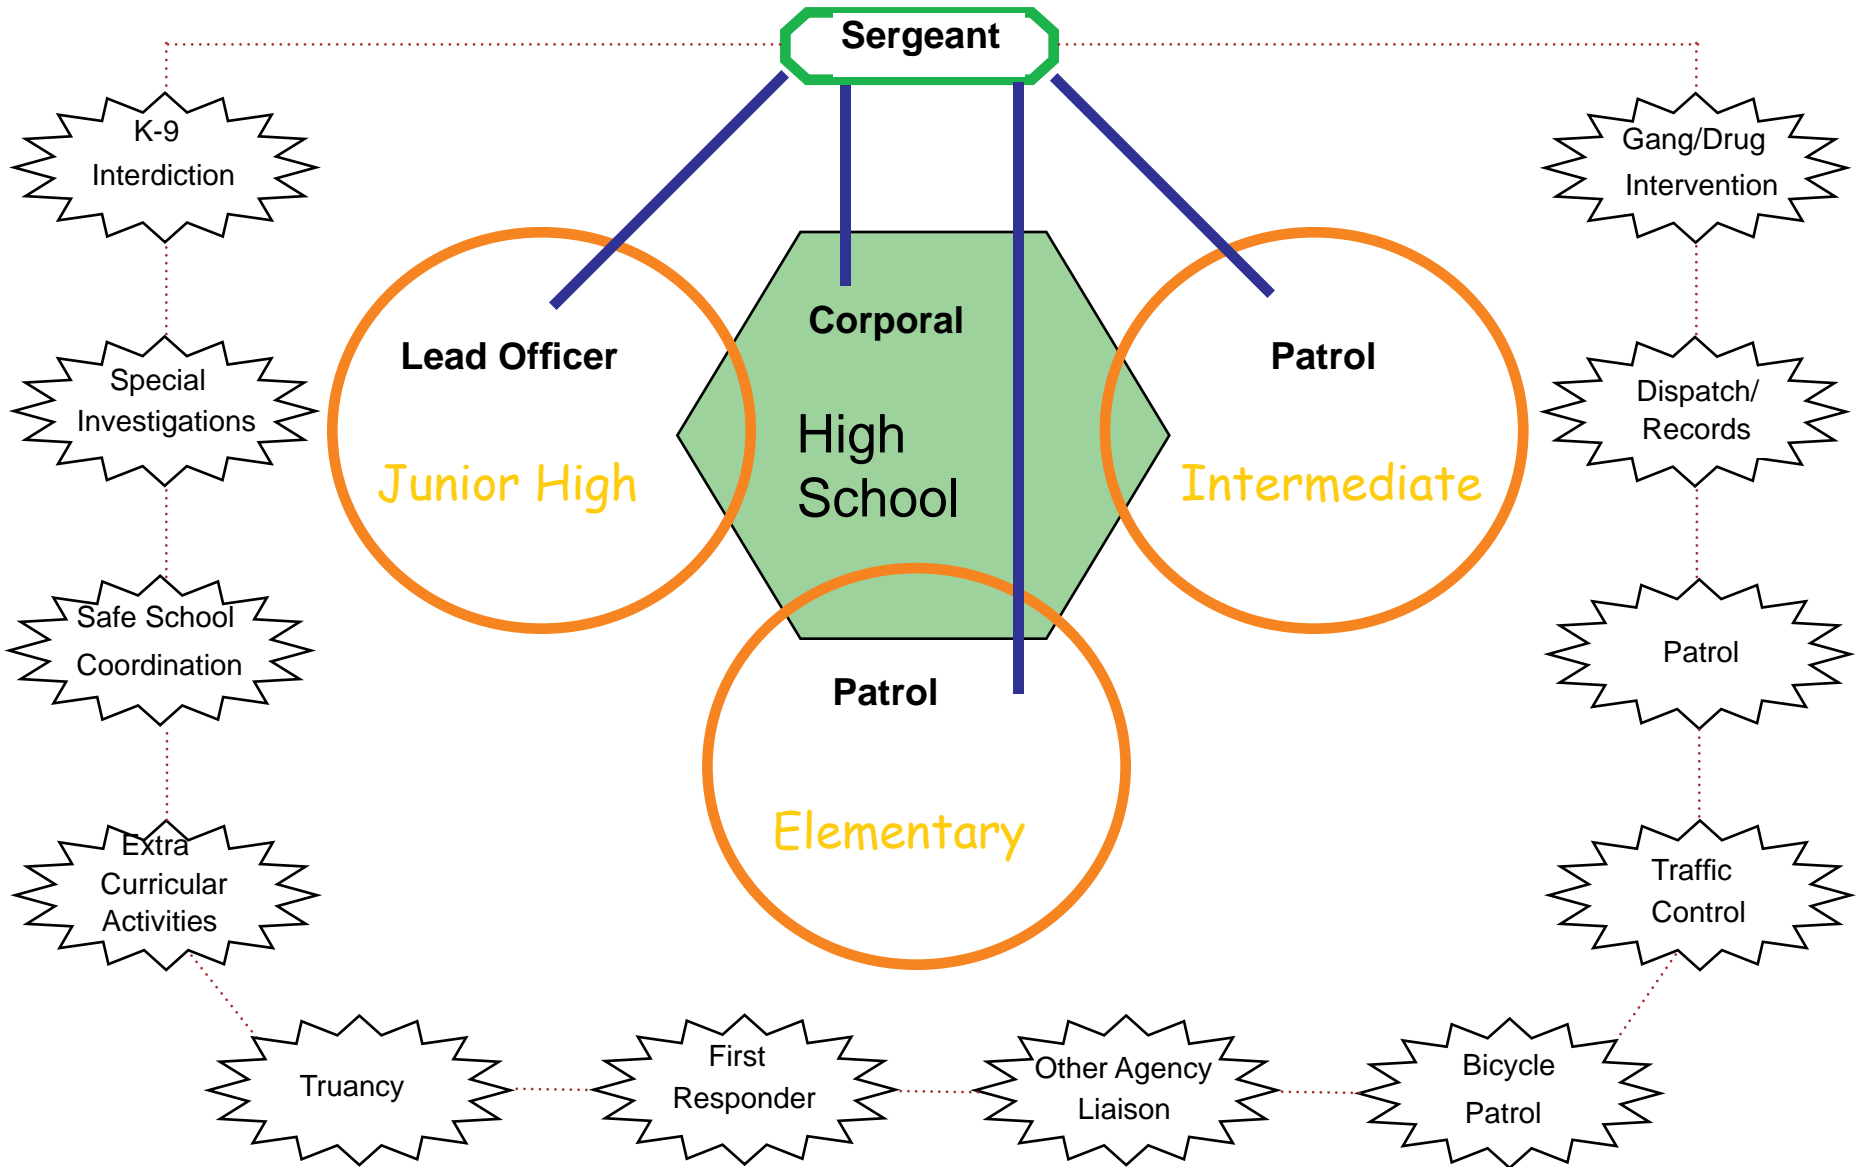 Sergeant
K-9
Interdiction
Gang/Drug
Intervention
Corporal
Lead Officer
Patrol
Special
Investigations
Dispatch/
Records
High
School
Junior High
Intermediate
Safe School
Coordination
Patrol
Patrol
Elementary
Extra
Curricular
Activities
Traffic
Control
Truancy
First
Responder
Other Agency
Liaison
Bicycle
Patrol